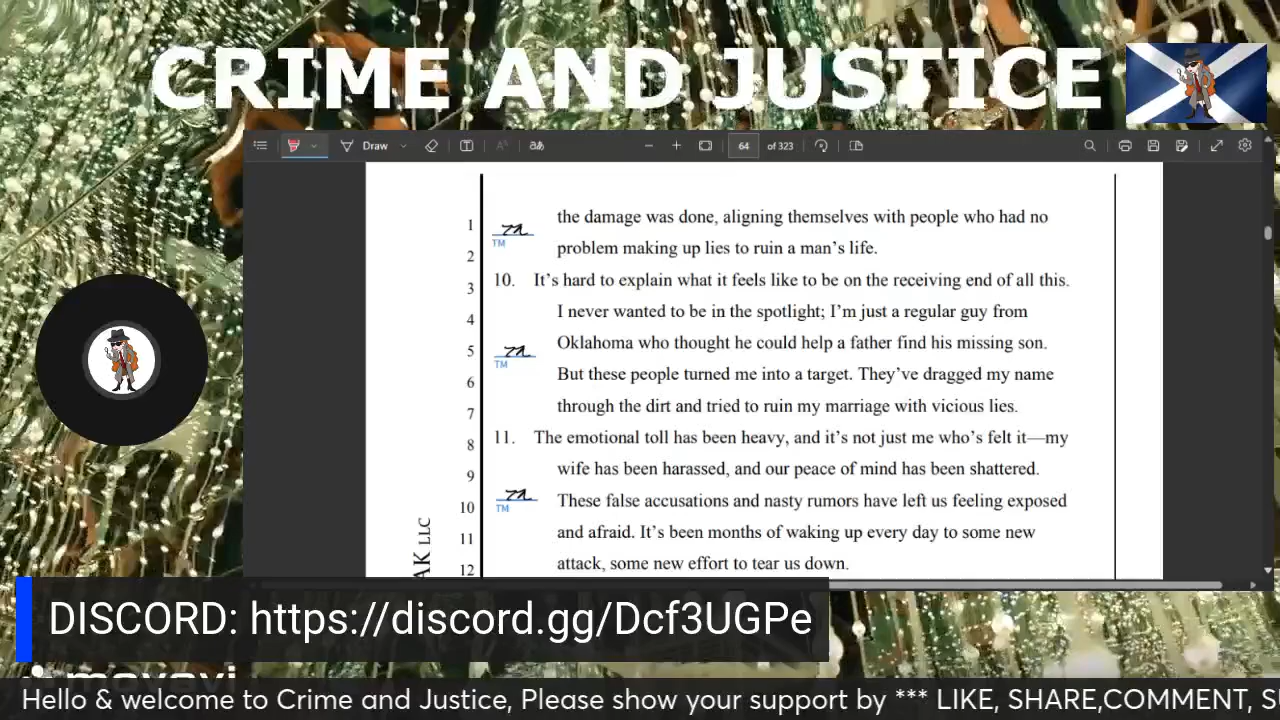 CRIME AND JUSTICE
Draw
64 of 323
1
the damage was done, aligning themselves with people who had no
TM
2
problem making up lies to ruin a man’s life.
3
10. It’s hard to explain what it feels like to be on the receiving end of all this.
4
I never wanted to be in the spotlight; I’m just a regular guy from
5
Oklahoma who thought he could help a father find his missing son.
TM
6
But these people turned me into a target. They’ve dragged my name
7
through the dirt and tried to ruin my marriage with vicious lies.
8
11. The emotional toll has been heavy, and it’s not just me who’s felt it—my
9
wife has been harassed, and our peace of mind has been shattered.
10
These false accusations and nasty rumors have left us feeling exposed
TM
11
and afraid. It’s been months of waking up every day to some new
12
attack, some new effort to tear us down.
AK LLC
DISCORD: https://discord.gg/Dcf3UGPe
Hello & welcome to Crime and Justice, Please show your support by *** LIKE, SHARE,COMMENT, S